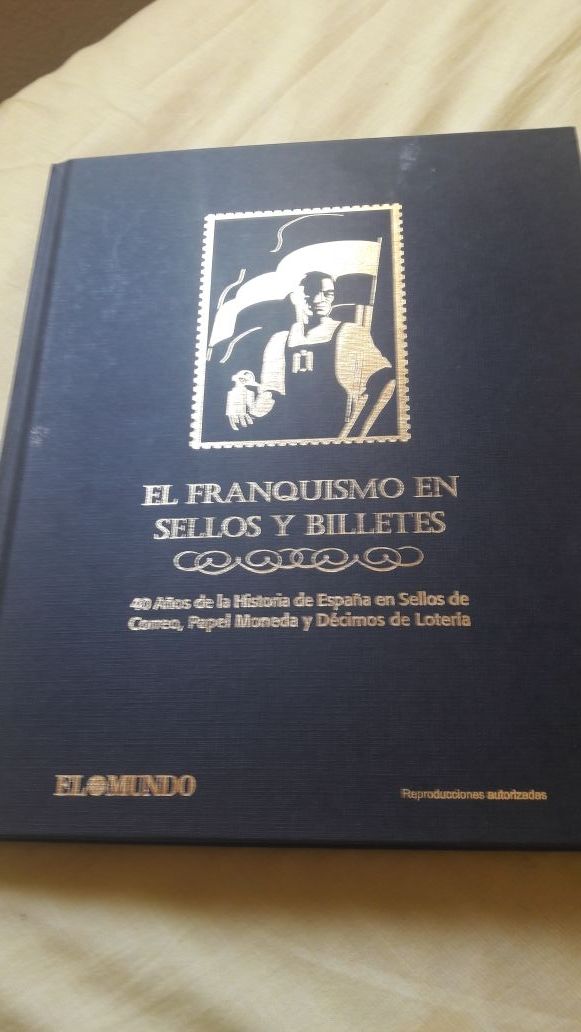 EL FRANQUISMO EN
SELLOS Y BILLETES
40 Años de la Historia de España en Sellos de
Correo, Papel Moneda y Décimos de Lotería
EL MUNDO
Reproducciones autorizadas